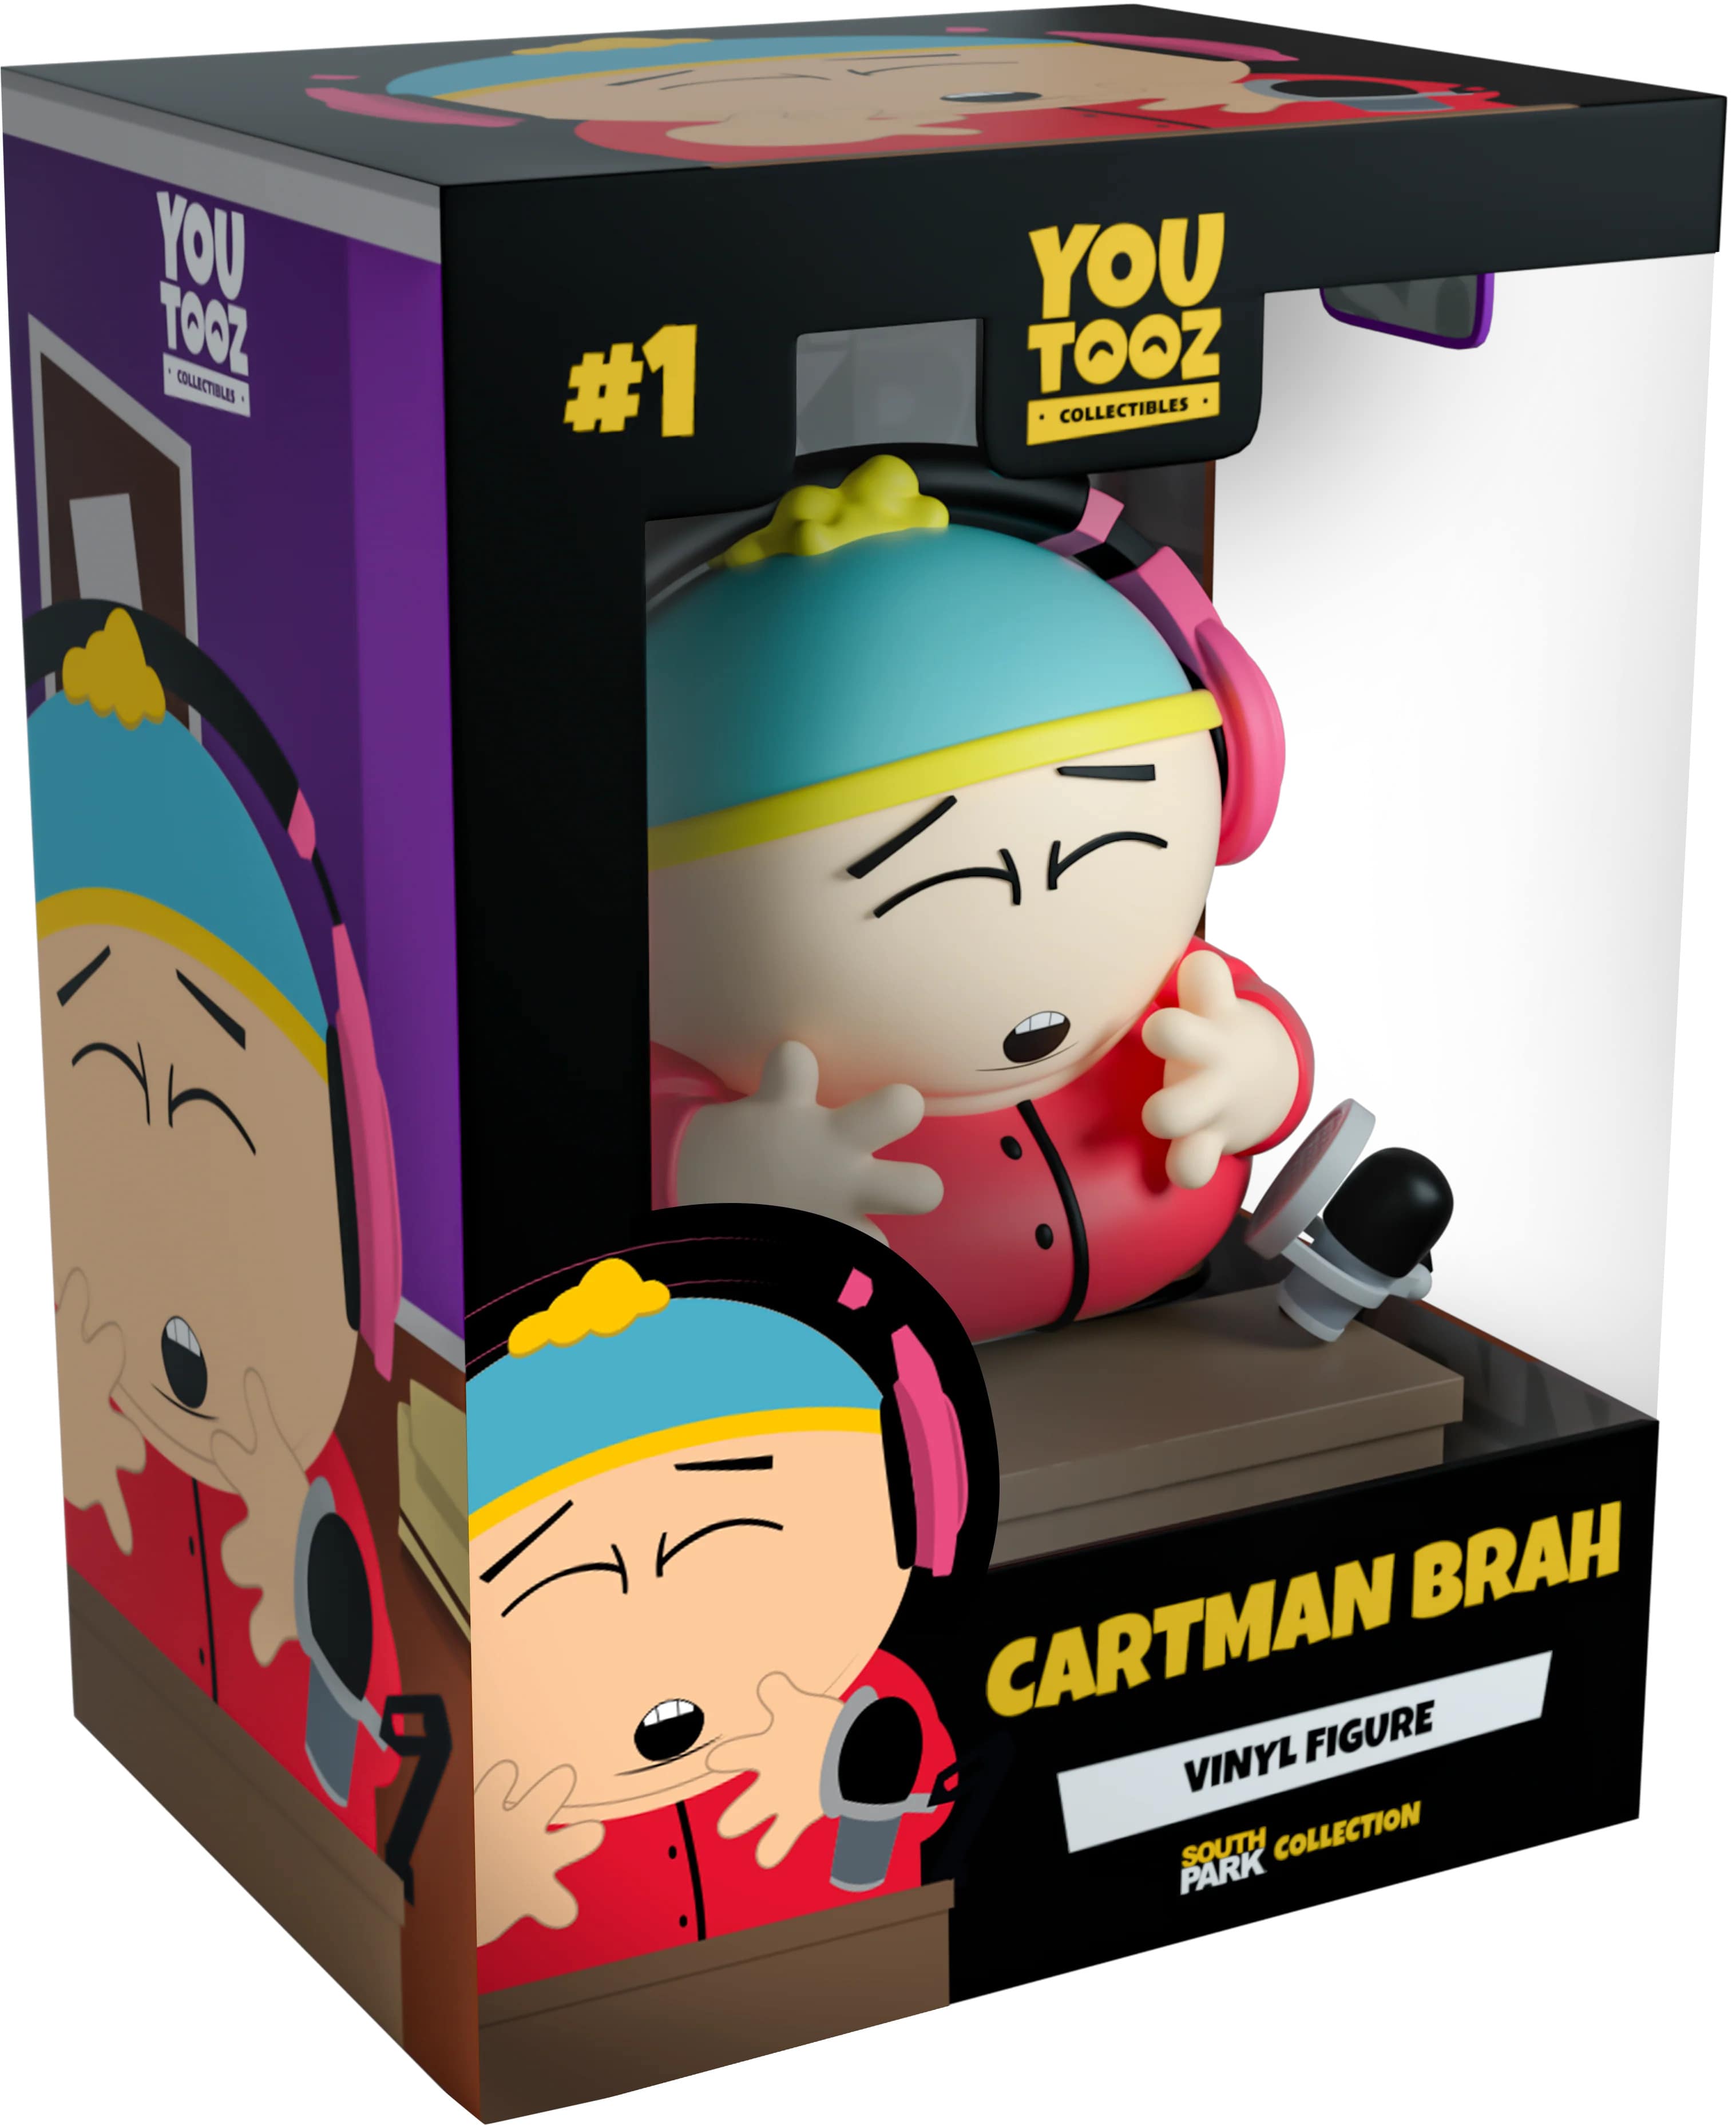 YOU
TOOZ
· COLLECTIBLES ·
#1
YOU
TOOZ
· COLLECTIBLES ·
CARTMAN BRAH
VINYL FIGURE
SOUTH
PARK COLLECTION